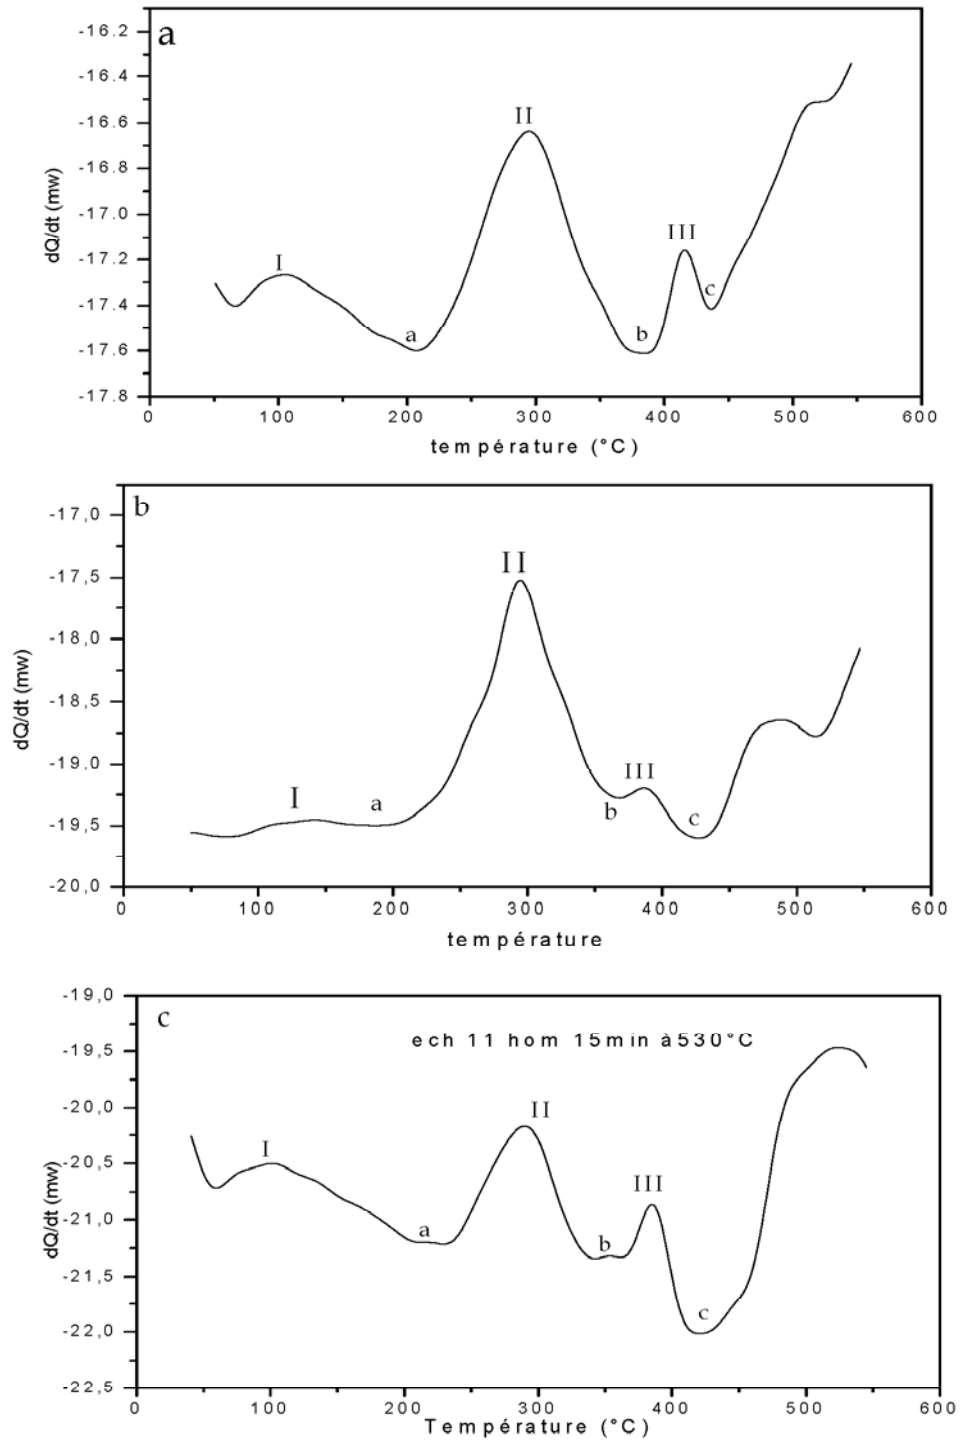 a
-16.2
-16.4
-16.6
-16.8
-17.0
-17.2
-17.4
-17.6
-17.8
dQ/dt (mw)
I
II
III
a
b
c
0 100 200 300 400 500 600
température (°C)
b
-17,0
-17,5
-18,0
-18,5
-19,0
-19,5
-20,0
dQ/dt (mw)
I
II
III
a
b
c
0 100 200 300 400 500 600
température
c
ech 11 hom 15min à530°C
-19,0
-19,5
-20,0
-20,5
-21,0
-21,5
-22,0
-22,5
dQ/dt (mw)
I
II
III
a
b
c
0 100 200 300 400 500 600
Température (°C)